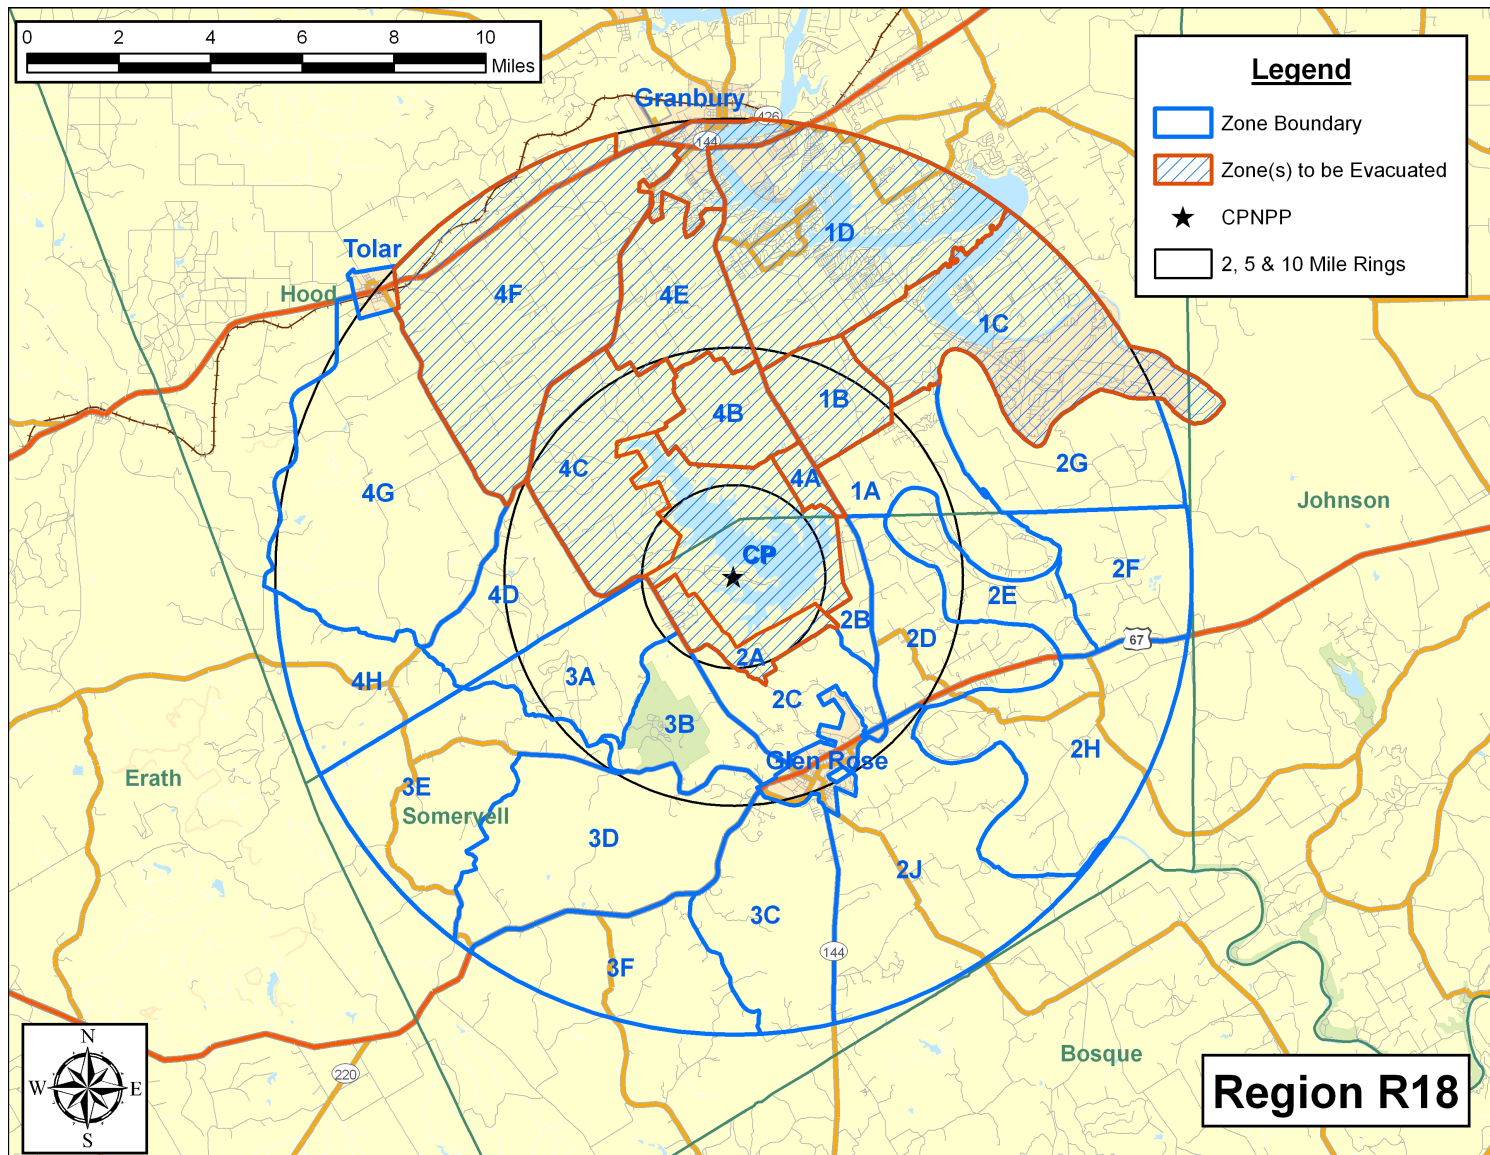 0 2 4 6 8 10
Miles
Legend
Zone Boundary
Zone(s) to be Evacuated
CPNPP
2, 5 & 10 Mile Rings
Granbury
426
144
1D
Tolar
Hood
4F
4E
1C
4B
1B
4C
4A
1A
2G
4G
Johnson
CP
4D
2E
2F
2B
2D
67
2A
3A
4H
2C
3B
2H
Glen Rose
Erath
3E
Somervell
3D
2J
3C
144
3F
Bosque
220
N
W E
S
Region R18